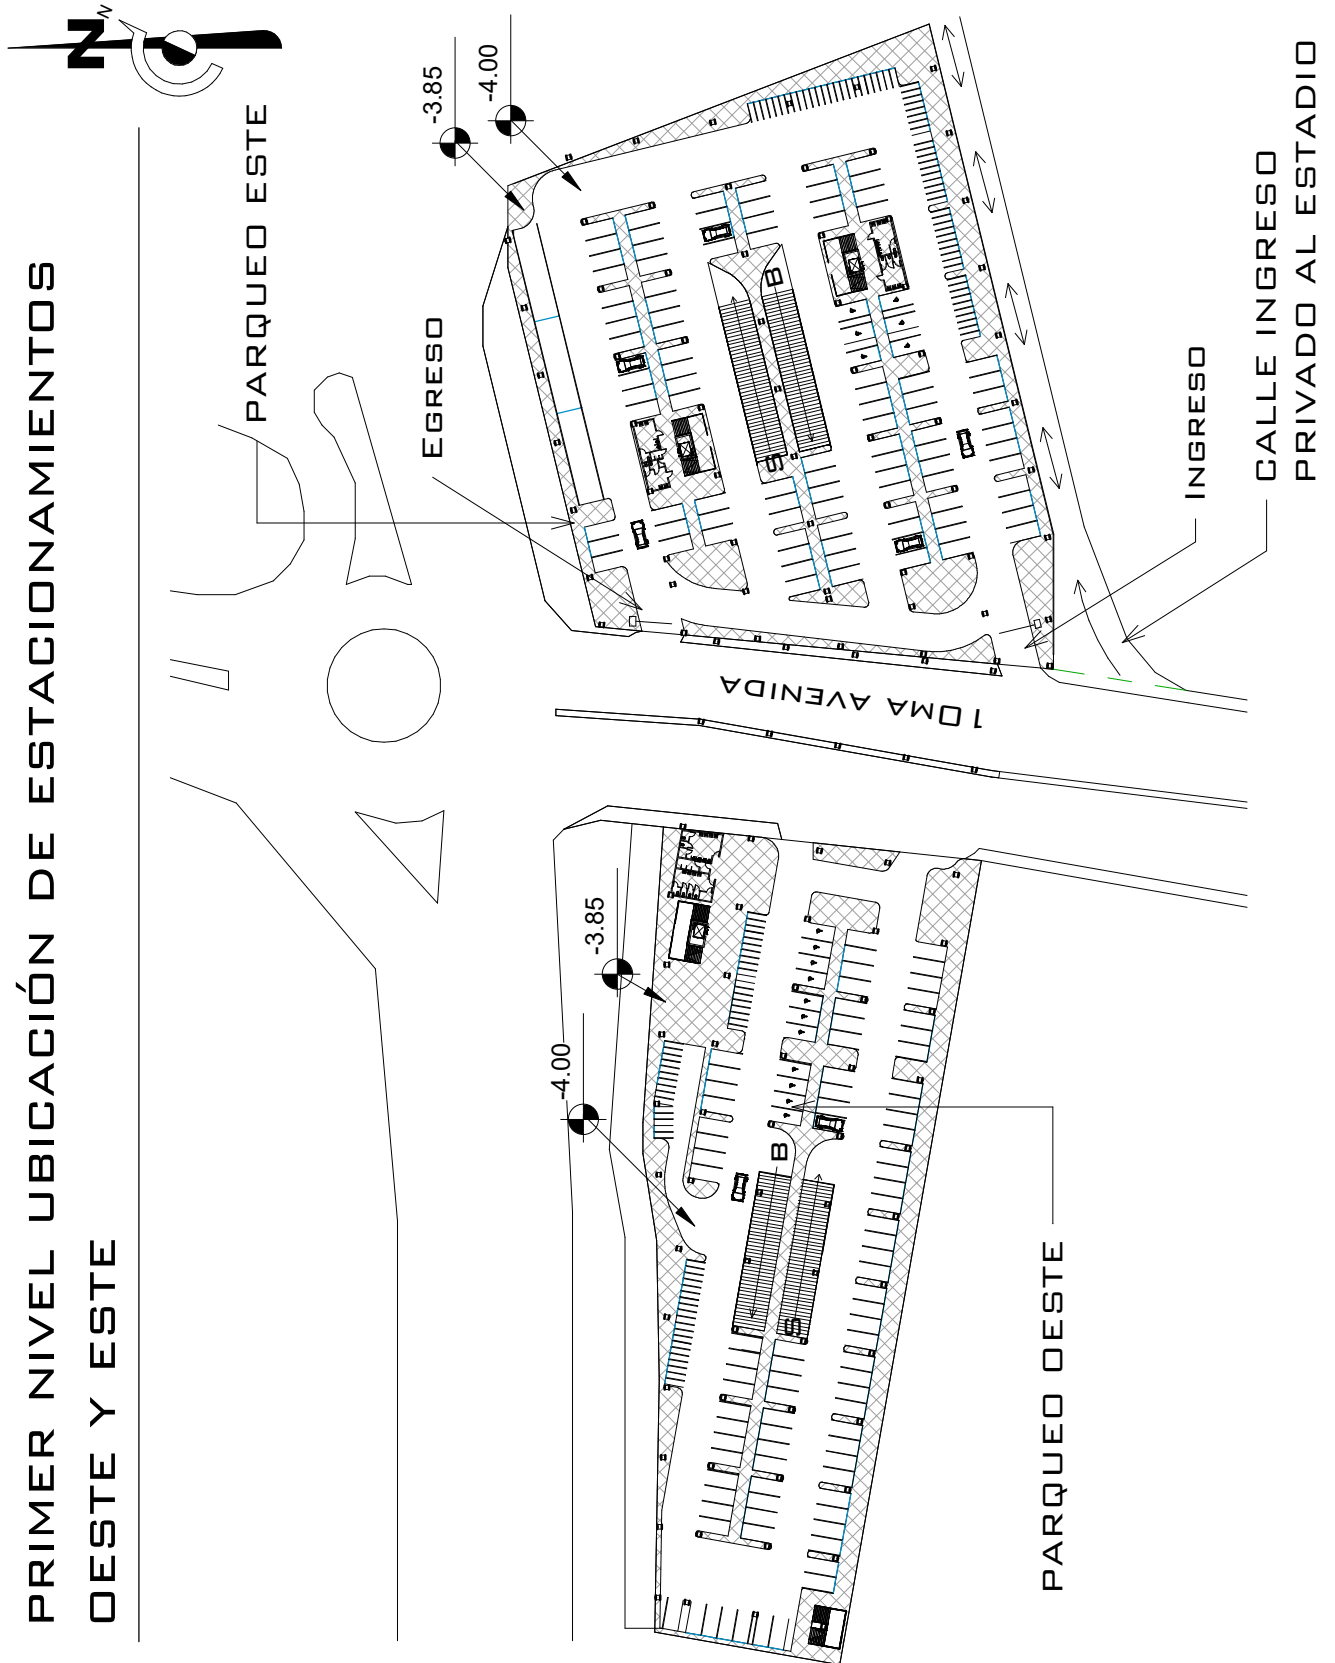 PRIMER NIVEL UBICACIÓN DE ESTACIONAMIENTOS
OESTE Y ESTE
N
N
PARQUEO ESTE
-3.85
-4.00
EGRESO
B
S
INGRESO
CALLE INGRESO
PRIVADO AL ESTADIO
10MA AVENIDA
-3.85
-4.00
B
S
PARQUEO OESTE